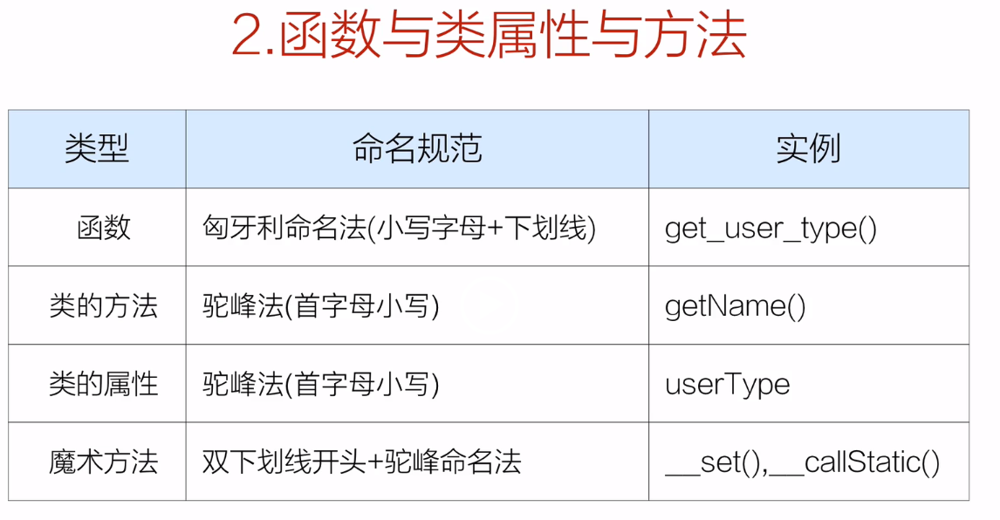 2.函数与类属性与方法
类型 命名规范 实例
函数 匈牙利命名法(小写字母+下划线) get_user_type()
类的方法 驼峰法(首字母小写) getName()
类的属性 驼峰法(首字母小写) userType
魔术方法 双下划线开头+驼峰命名法 __set(),__callStatic()